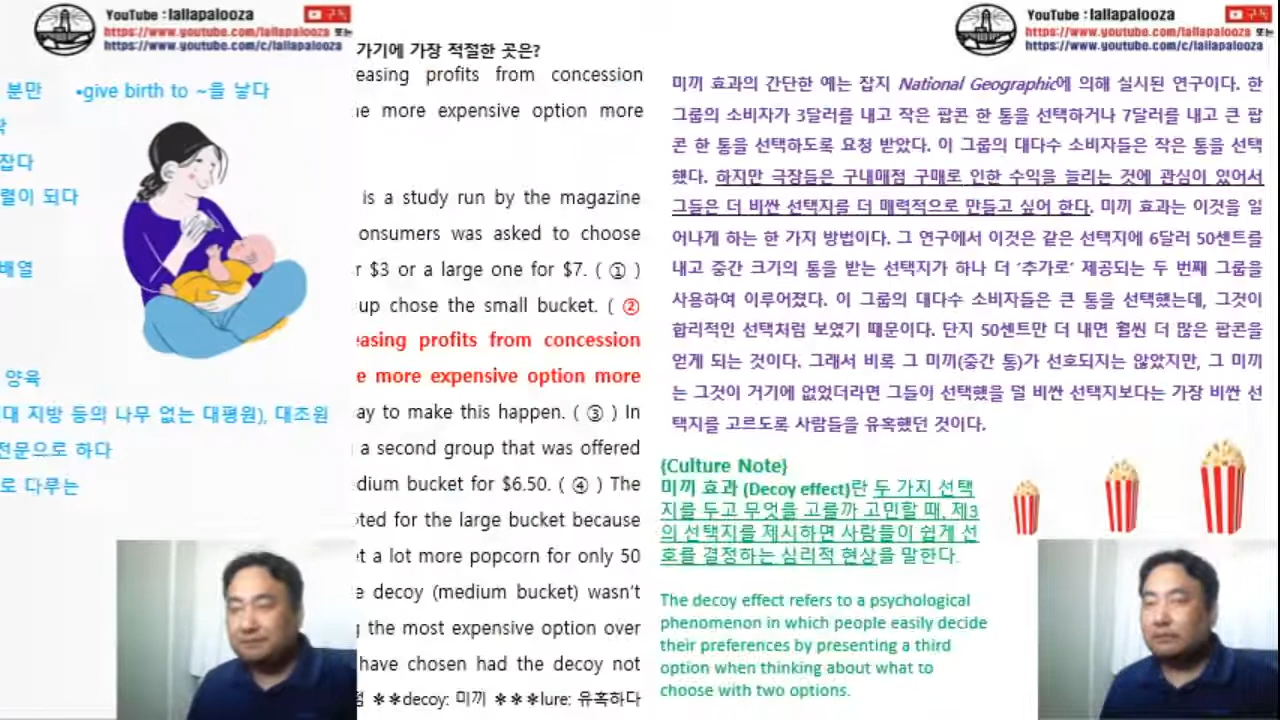 YouTube : lallapalooza
구독
https://www.youtube.com/lallapalooza 또는
https://www.youtube.com/c/lallapalooza
분만 •give birth to ~을 낳다
잡다
렬이 되다
배열
양육
대 지방 등의 나무 없는 대평원), 대초원
전문으로 하다
로 다루는
가기에 가장 적절한 곳은?
easing profits from concession
more expensive option more
is a study run by the magazine
onsumers was asked to choose
r $3 or a large one for $7. ( ① )
up chose the small bucket. ( ②
easing profits from concession
e more expensive option more
ay to make this happen. ( ③ ) In
a second group that was offered
dium bucket for $6.50. ( ④ ) The
ted for the large bucket because
t a lot more popcorn for only 50
e decoy (medium bucket) wasn't
the most expensive option over
have chosen had the decoy not
∗∗decoy: 미끼 ∗∗∗lure: 유혹하다
YouTube : lallapalooza
구독
https://www.youtube.com/lallapalooza 또는
https://www.youtube.com/c/lallapalooza
미끼 효과의 간단한 예는 잡지 National Geographic에 의해 실시된 연구이다. 한
그룹의 소비자가 3달러를 내고 작은 팝콘 한 통을 선택하거나 7달러를 내고 큰 팝
콘 한 통을 선택하도록 요청 받았다. 이 그룹의 대다수 소비자들은 작은 통을 선택
했다. 하지만 극장들은 구내매점 구매로 인한 수익을 늘리는 것에 관심이 있어서
그들은 더 비싼 선택지를 더 매력적으로 만들고 싶어 한다. 미끼 효과는 이것을 일
어나게 하는 한 가지 방법이다. 그 연구에서 이것은 같은 선택지에 6달러 50센트를
내고 중간 크기의 통을 받는 선택지가 하나 더 '추가로' 제공되는 두 번째 그룹을
사용하여 이루어졌다. 이 그룹의 대다수 소비자들은 큰 통을 선택했는데, 그것이
합리적인 선택처럼 보였기 때문이다. 단지 50센트만 더 내면 훨씬 더 많은 팝콘을
얻게 되는 것이다. 그래서 비록 그 미끼(중간 통)가 선호되지는 않았지만, 그 미끼
는 그것이 거기에 없었더라면 그들이 선택했을 덜 비싼 선택지보다는 가장 비싼 선
택지를 고르도록 사람들을 유혹했던 것이다.
{Culture Note}
미끼 효과 (Decoy effect)란 두 가지 선택
지를 두고 무엇을 고를까 고민할 때, 제3
의 선택지를 제시하면 사람들이 쉽게 선
호를 결정하는 심리적 현상을 말한다.
The decoy effect refers to a psychological
phenomenon in which people easily decide
their preferences by presenting a third
option when thinking about what to
choose with two options.